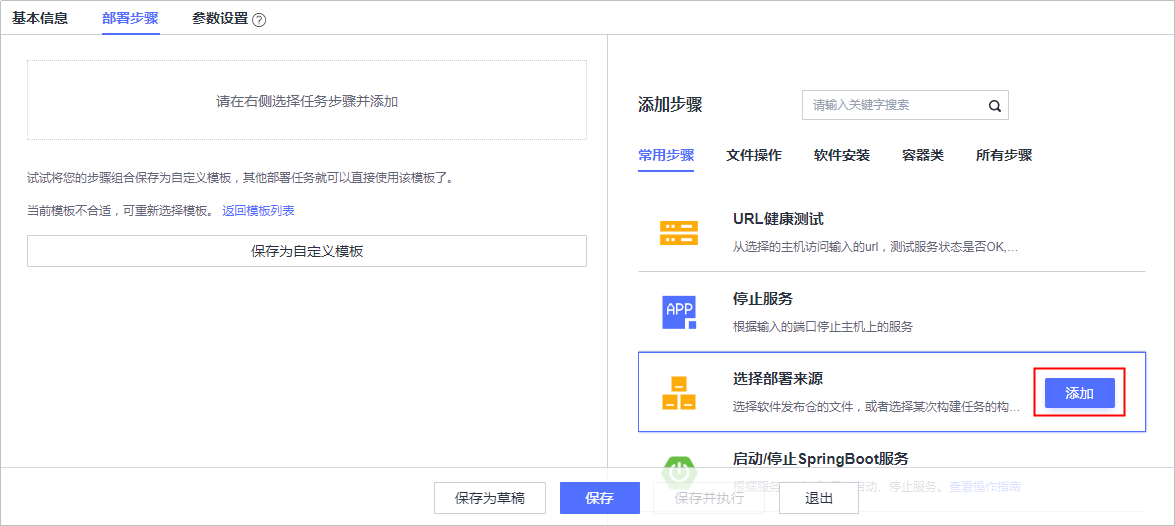 基本信息 部署步骤 参数设置 ?
请在右侧选择任务步骤并添加
试试将您的步骤组合保存为自定义模板，其他部署任务就可以直接使用该模板了。
当前模板不合适，可重新选择模板。 返回模板列表
保存为自定义模板
添加步骤 请输入关键字搜索
常用步骤 文件操作 软件安装 容器类 所有步骤
URL健康测试
从选择的主机访问输入的url，测试服务状态是否OK,...
APP
停止服务
根据输入的端口停止主机上的服务
选择部署来源
选择软件发布仓的文件，或者选择某次构建任务的构...
添加
启动/停止SpringBoot服务
根据服务 启动、停止服务。查看操作指南
保存为草稿 保存 保存并执行 退出